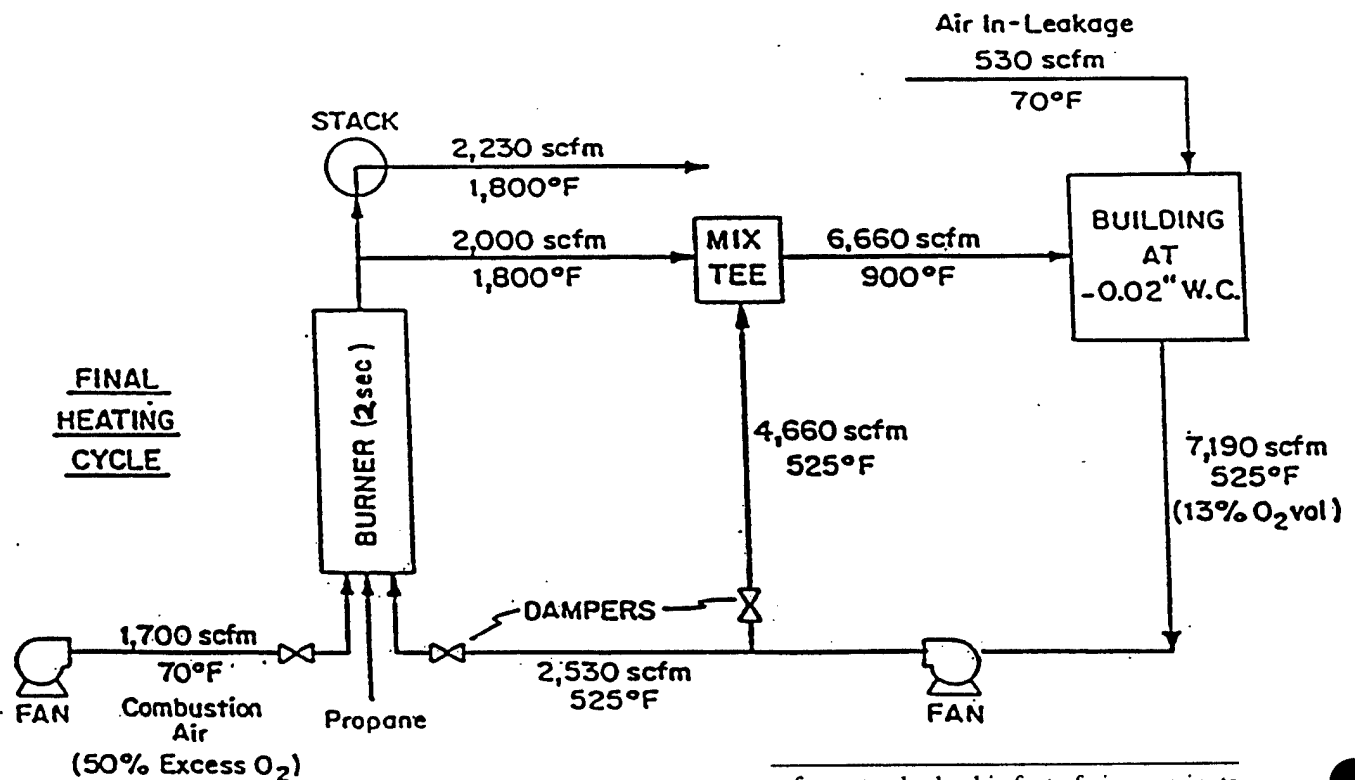 Air In-Leakage
530 scfm
70°F
STACK
2,230 scfm
1,800°F
2,000 scfm
1,800°F
MIX
TEE
6,660 scfm
900°F
BUILDING
AT
-0.02" W.C.
FINAL
HEATING
CYCLE
BURNER (2 sec)
4,660 scfm
525°F
7,190 scfm
525°F
(13% O2 vol)
DAMPERS
1,700 scfm
70°F
2,530 scfm
525°F
FAN
Combustion
Air
(50% Excess O2)
Propane
FAN